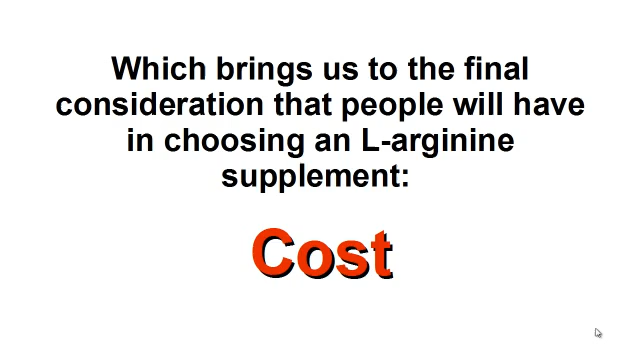 Which brings us to the final
consideration that people will have
in choosing an L-arginine
supplement:
Cost